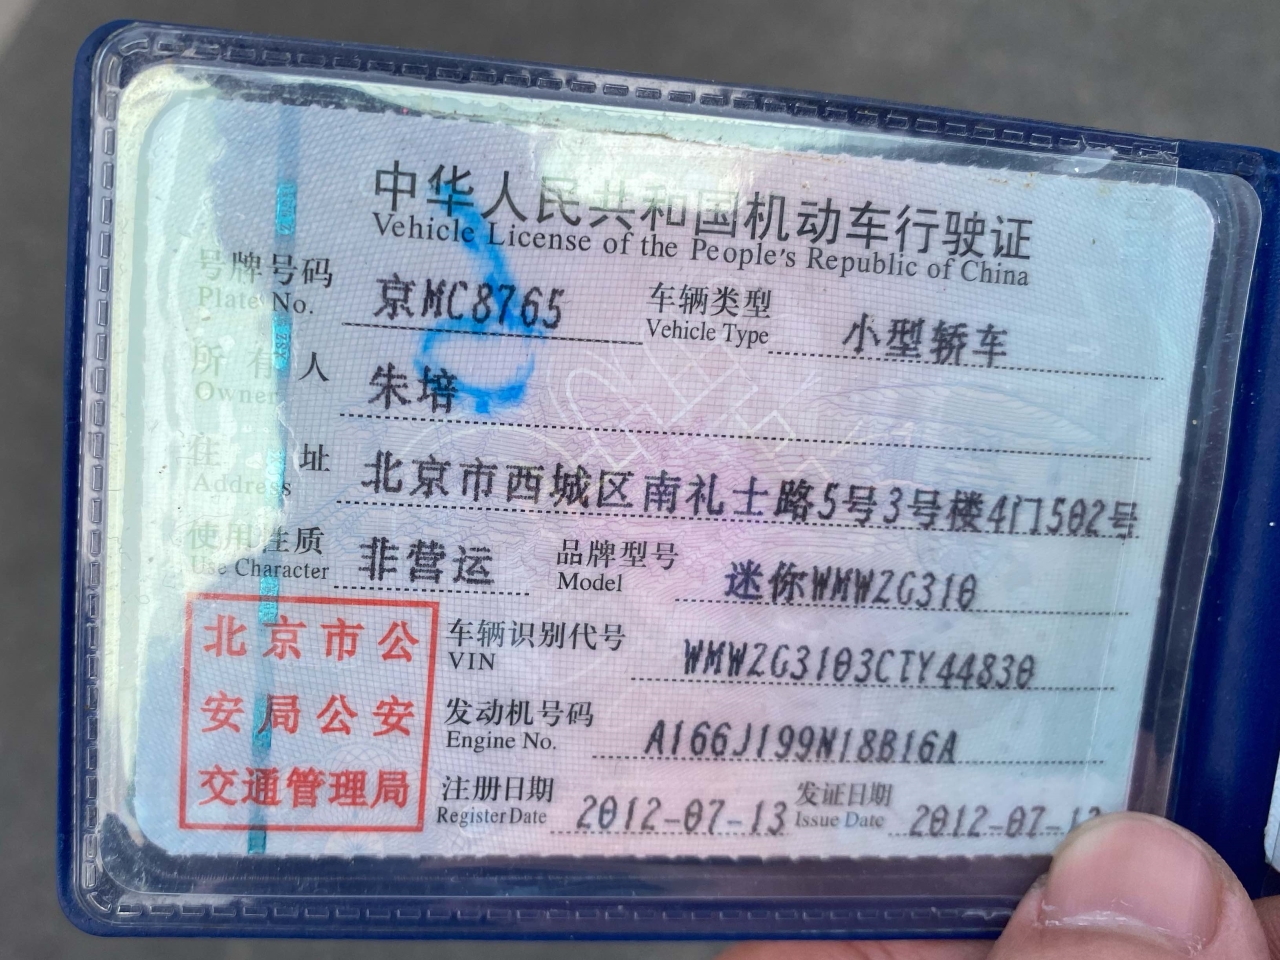 中华人民共和国机动车行驶证
Vehicle License of the People's Republic of China
号牌号码 京MC8765 车辆类型 小型轿车
Plate No. Vehicle Type
所有人 朱培
Owner
住址 北京市西城区南礼士路5号3号楼4门502号
Address
使用性质 非营运 品牌型号 迷你WMWZG310
Use Character Model
北京市公
安局公安
交通管理局
车辆识别代号 WMWZG3103CTY44830
VIN
发动机号码 A166J199N18B16A
Engine No.
注册日期 2012-07-13 发证日期 2012-07-
Register Date Issue Date